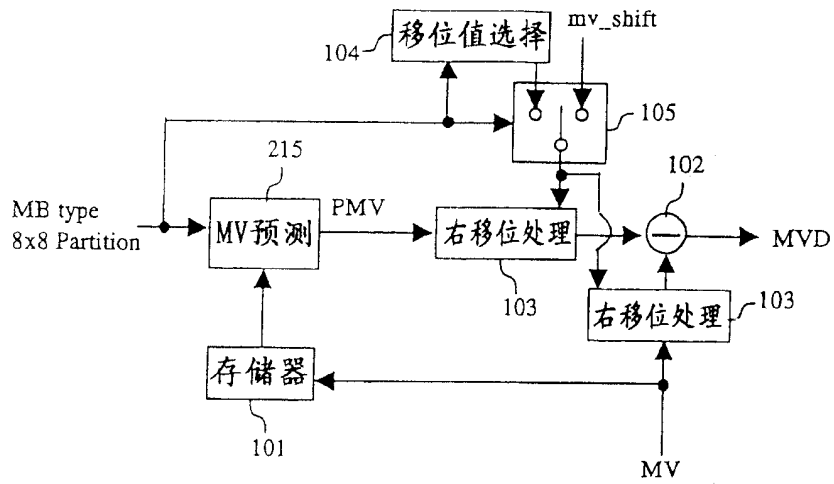 移位值选择
104
mv_shift
105
215
MB type
8x8 Partition
MV预测
PMV
右移位处理
103
102
MVD
右移位处理
103
存储器
101
MV